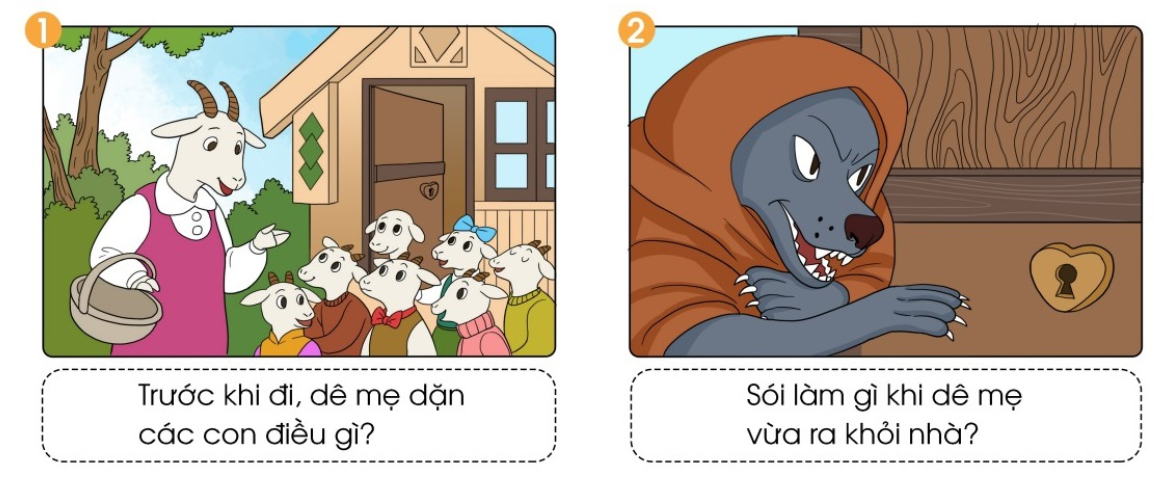 1
Trước khi đi, dê mẹ dặn
các con điều gì?
2
Sói làm gì khi dê mẹ
vừa ra khỏi nhà?